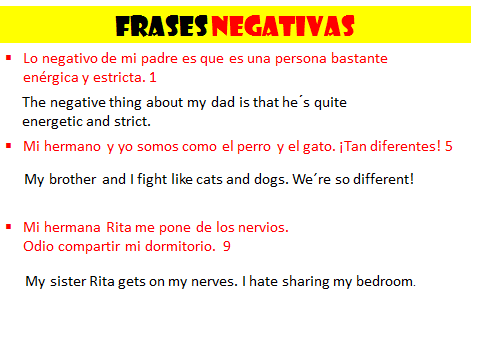 FRASES NEGATIVAS
▪ Lo negativo de mi padre es que es una persona bastante
enérgica y estricta. 1
The negative thing about my dad is that he´s quite
energetic and strict.
▪ Mi hermano y yo somos como el perro y el gato. ¡Tan diferentes! 5
My brother and I fight like cats and dogs. We´re so different!
▪ Mi hermana Rita me pone de los nervios.
Odio compartir mi dormitorio. 9
My sister Rita gets on my nerves. I hate sharing my bedroom.